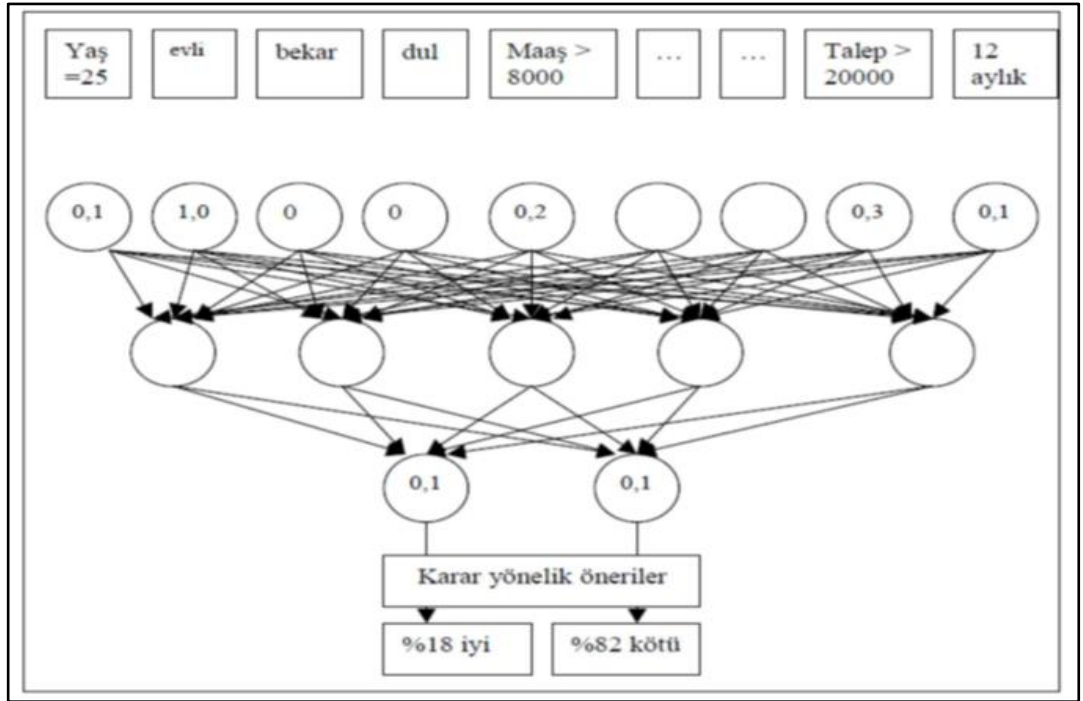 Yaş
=25
evli
bekar
dul
Maaş >
8000
...
...
Talep >
20000
12
aylık
0,1
1,0
0
0
0,2
0,3
0,1
0,1
0,1
Karar yönelik öneriler
%18 iyi
%82 kötü